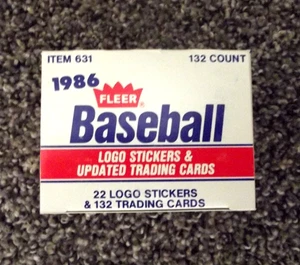 ITEM 631 132 COUNT
1986 FLEER®
Baseball
LOGO STICKERS &
UPDATED TRADING CARDS
22 LOGO STICKERS
& 132 TRADING CARDS